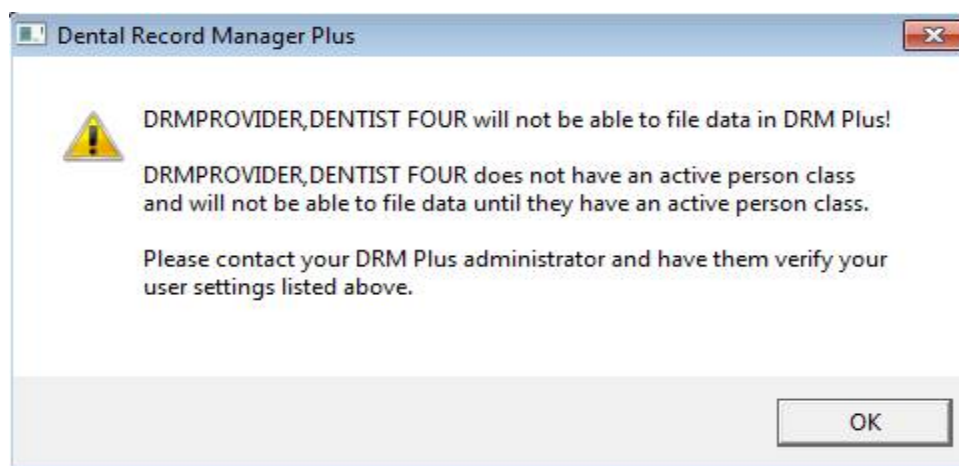 Dental Record Manager Plus
DRMPROVIDER,DENTIST FOUR will not be able to file data in DRM Plus!
DRMPROVIDER,DENTIST FOUR does not have an active person class
and will not be able to file data until they have an active person class.
Please contact your DRM Plus administrator and have them verify your
user settings listed above.
OK